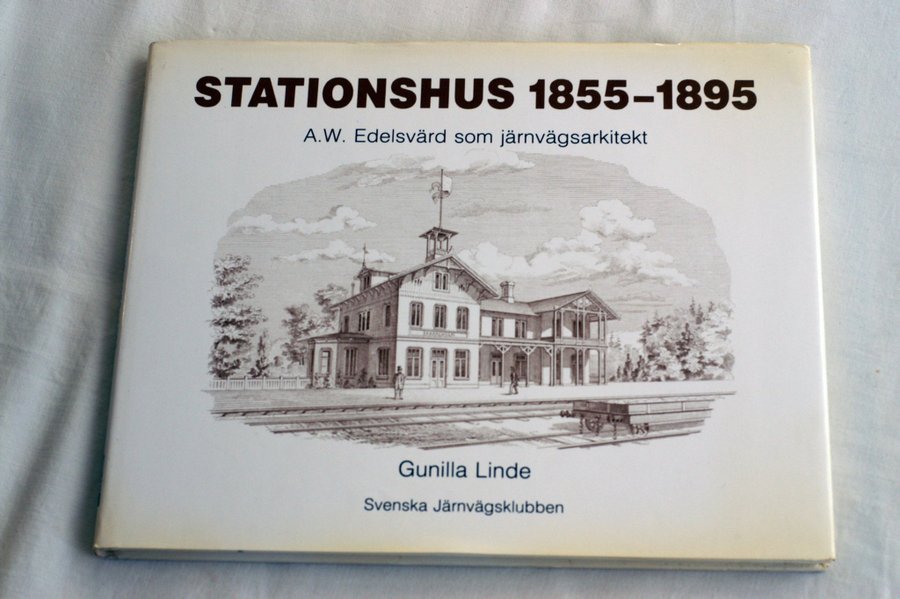 STATIONSHUS 1855–1895
A.W. Edelsvärd som järnvägsarkitekt
Gunilla Linde
Svenska Järnvägsklubben